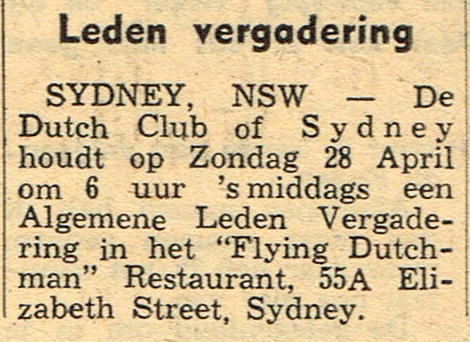 Leden vergadering
SYDNEY, NSW — De
Dutch Club of Sydney
houdt op Zondag 28 April
om 6 uur 's middags een
Algemene Leden Vergade-
ring in het “Flying Dutch-
man” Restaurant, 55A Eli-
zabeth Street, Sydney.